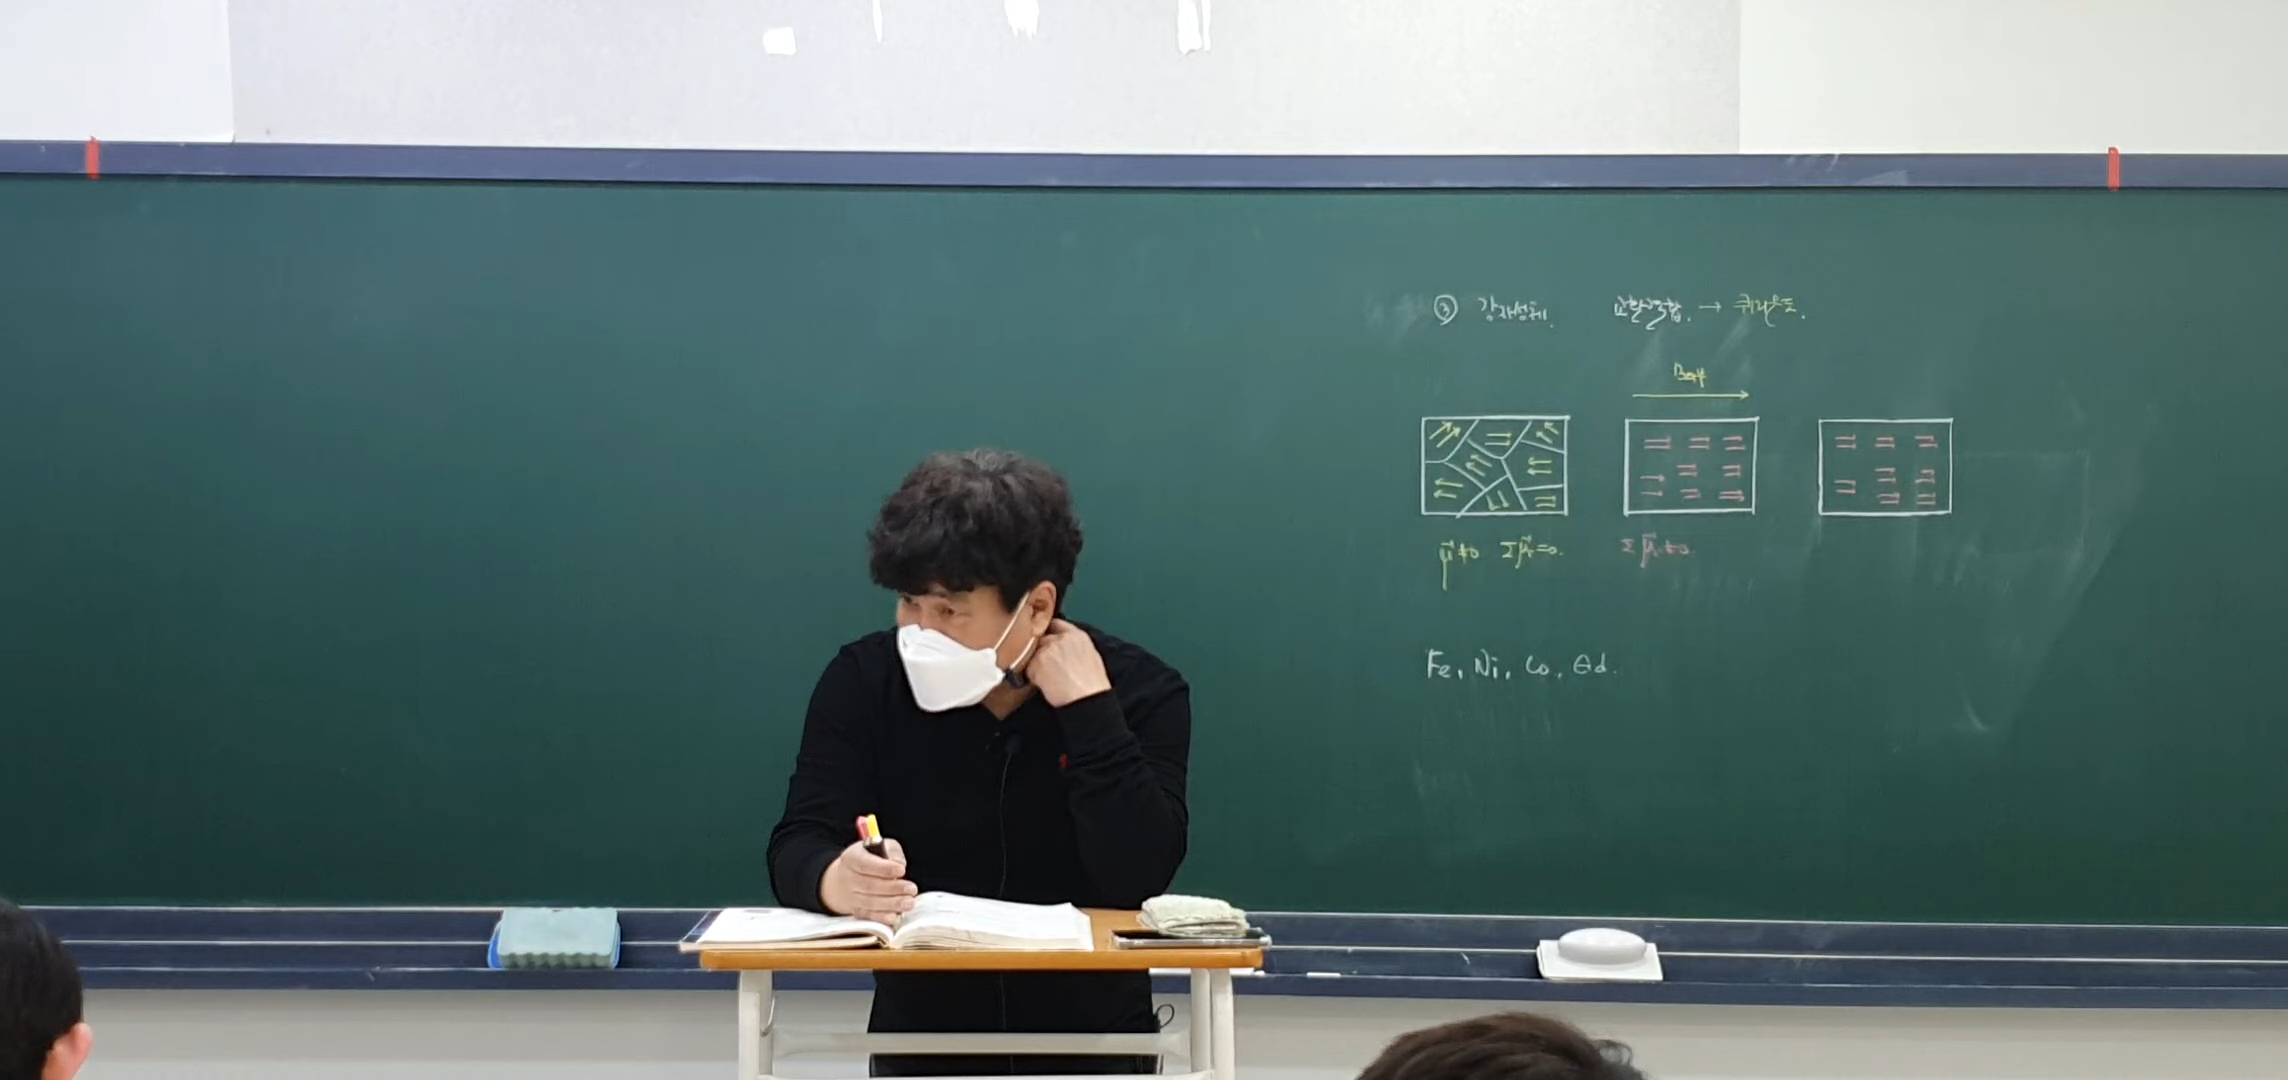 ③ 강자성체. 교환결합. → 퀴리온도.
Bext
μ⃗ ≠0 Σμ⃗=0. Σμ⃗≠0.
Fe, Ni, Co, Gd.